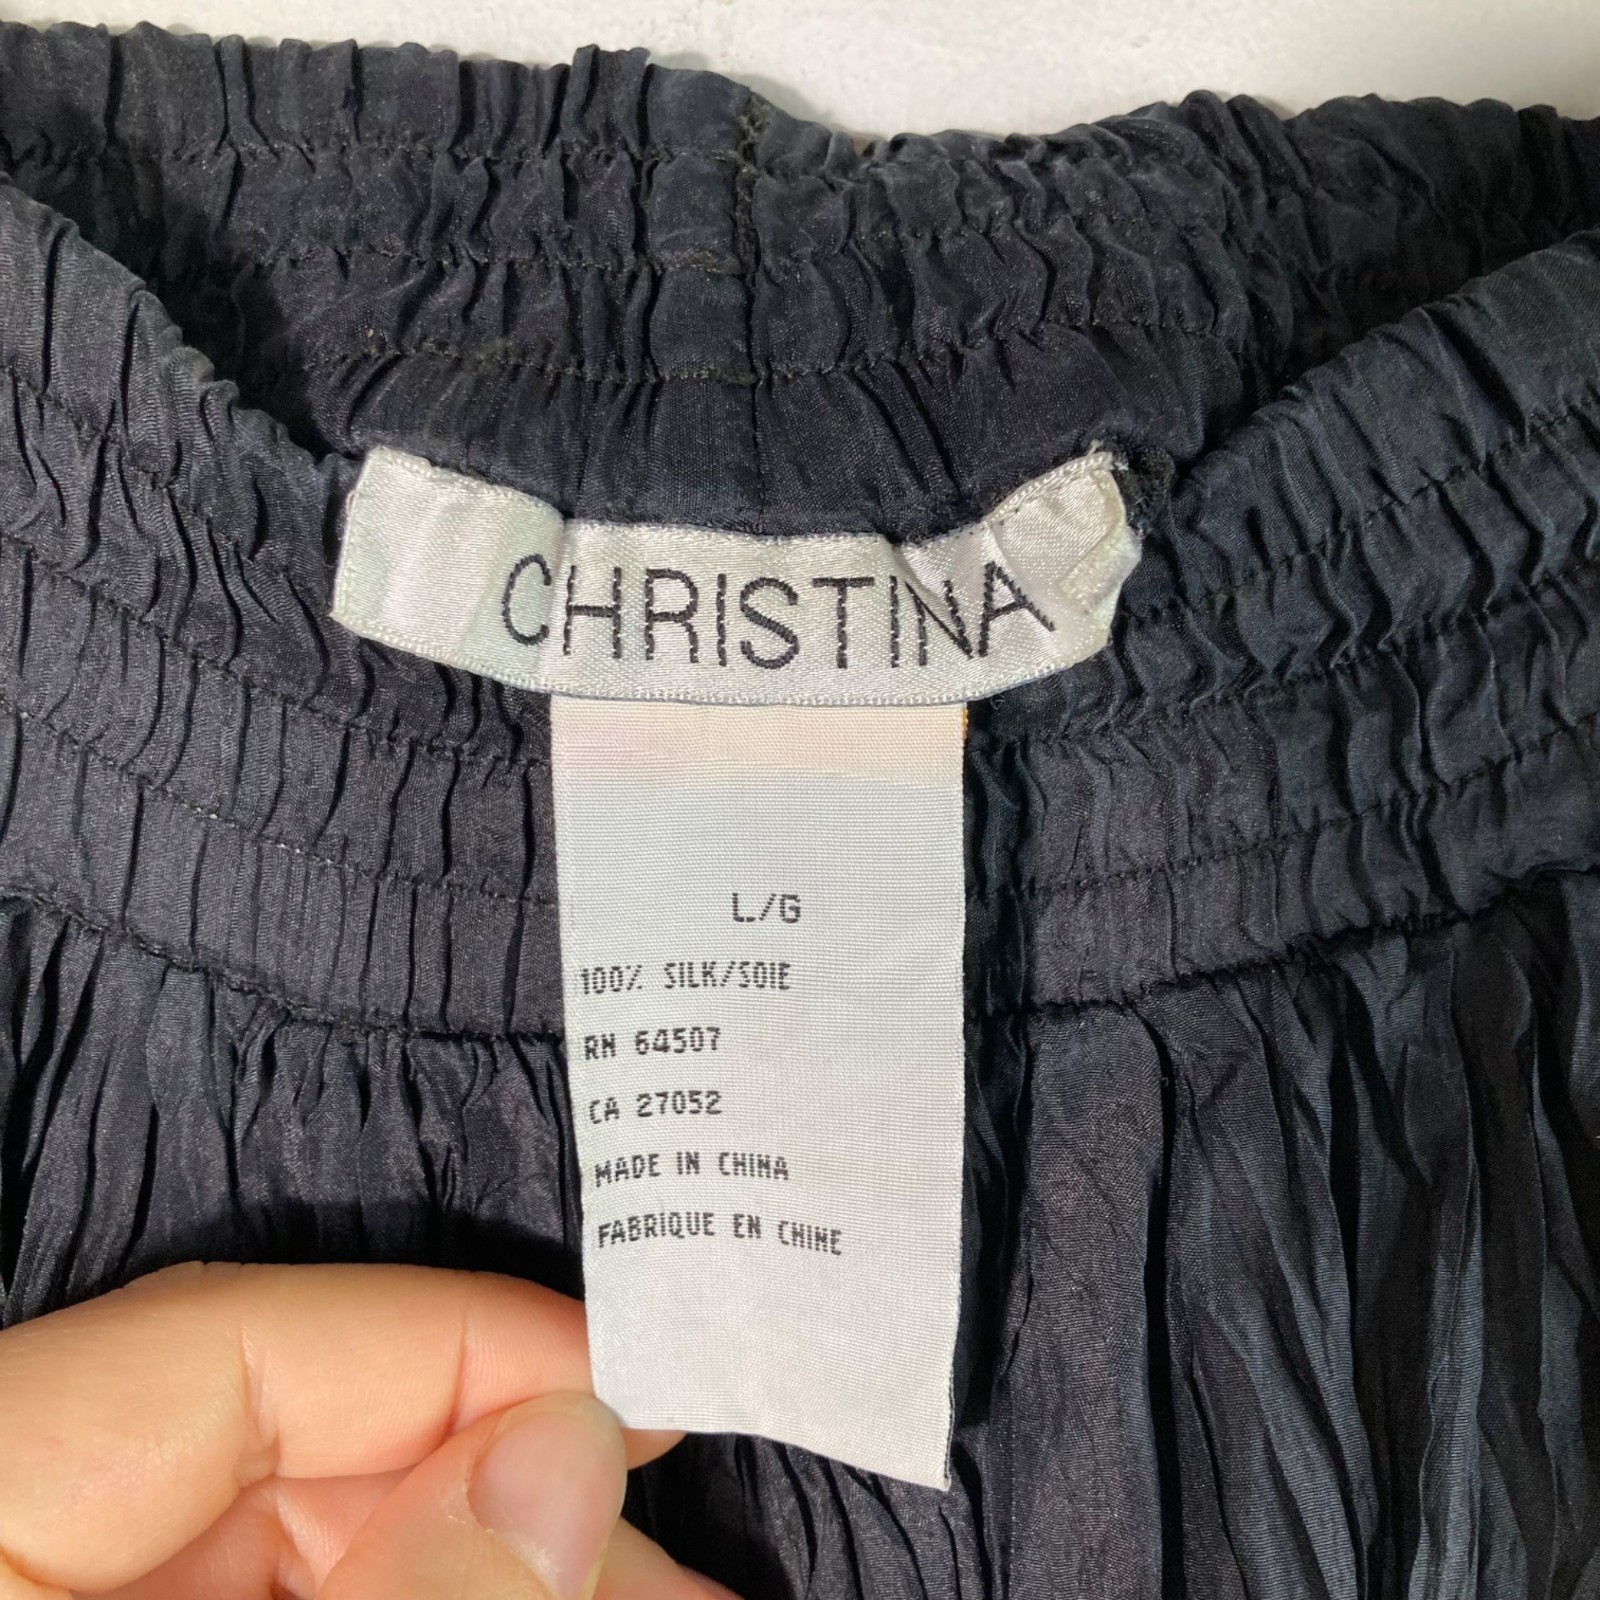 CHRISTINA
L/G
100% SILK/SOIE
RN 64507
CA 27052
MADE IN CHINA
FABRIQUE EN CHINE